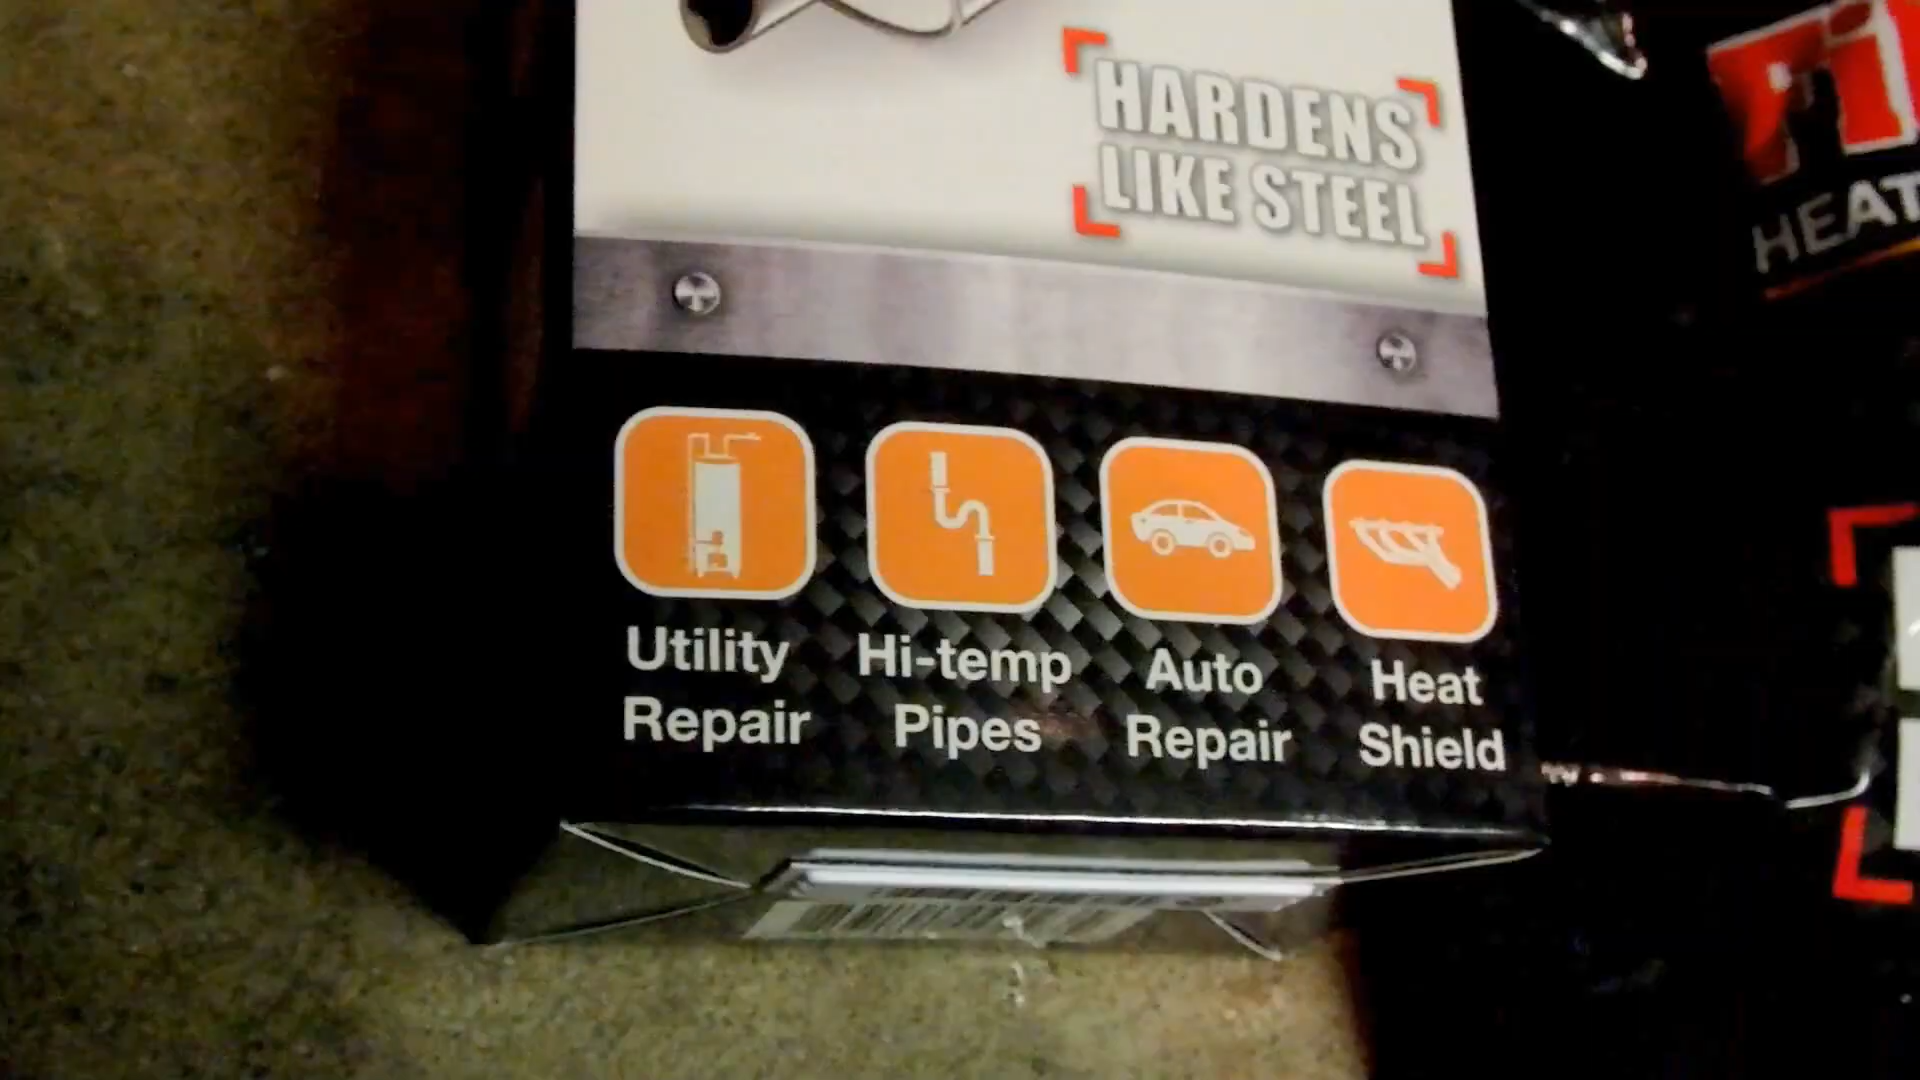 HARDENS
LIKE STEEL
HEAT
Utility
Repair
Hi-temp
Pipes
Auto
Repair
Heat
Shield